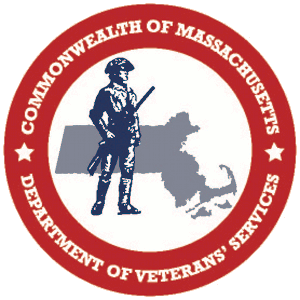 COMMONWEALTH OF MASSACHUSETTS
DEPARTMENT OF VETERANS' SERVICES